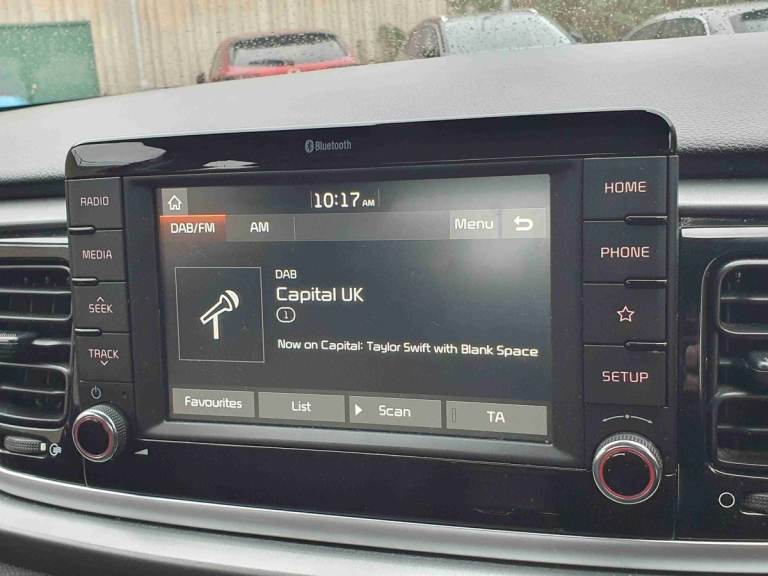 Bluetooth
RADIO
MEDIA
SEEK
TRACK
10:17 AM
DAB/FM AM Menu
DAB
Capital UK
1
Now on Capital: Taylor Swift with Blank Space
Favourites List Scan TA
HOME
PHONE
SETUP